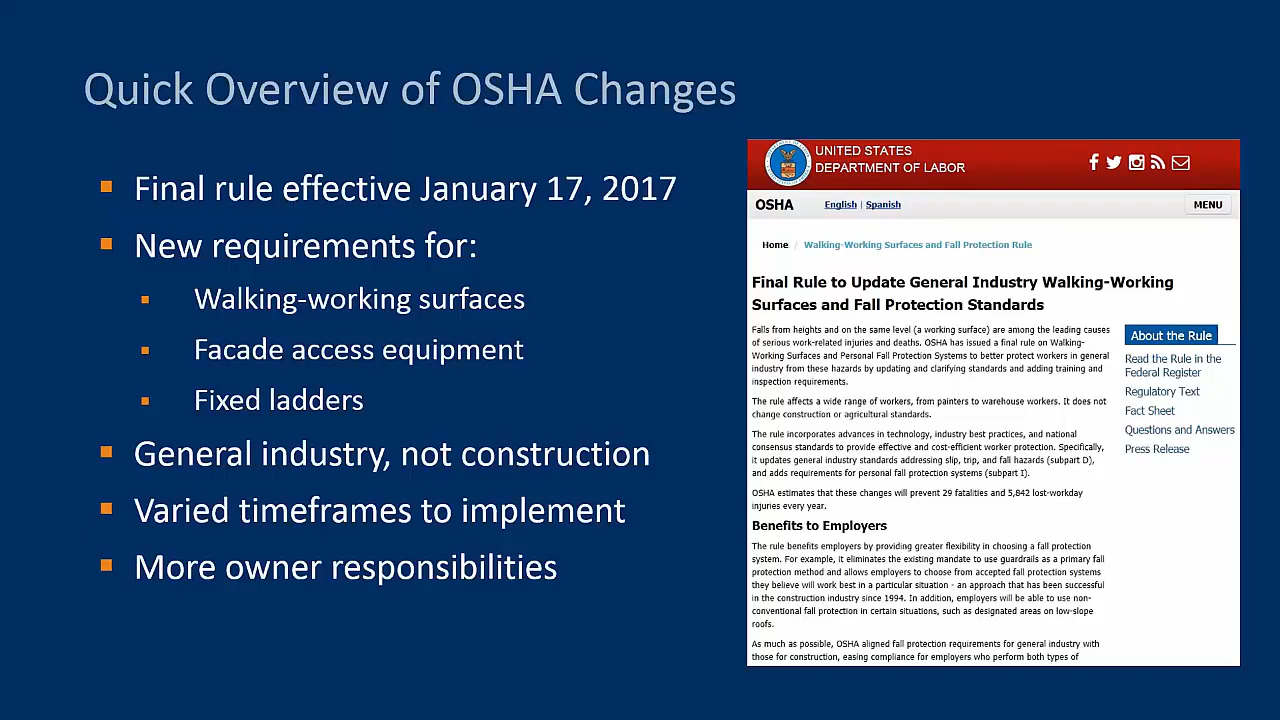 Quick Overview of OSHA Changes
Final rule effective January 17, 2017
New requirements for:
Walking-working surfaces
Facade access equipment
Fixed ladders
General industry, not construction
Varied timeframes to implement
More owner responsibilities
UNITED STATES
DEPARTMENT OF LABOR
OSHA English | Spanish MENU
Home / Walking-Working Surfaces and Fall Protection Rule
Final Rule to Update General Industry Walking-Working
Surfaces and Fall Protection Standards
Falls from heights and on the same level (a working surface) are among the leading causes
of serious work-related injuries and deaths. OSHA has issued a final rule on Walking-
Working Surfaces and Personal Fall Protection Systems to better protect workers in general
industry from these hazards by updating and clarifying standards and adding training and
inspection requirements.
The rule affects a wide range of workers, from painters to warehouse workers. It does not
change construction or agricultural standards.
The rule incorporates advances in technology, industry best practices, and national
consensus standards to provide effective and cost-efficient worker protection. Specifically,
it updates general industry standards addressing slip, trip, and fall hazards (subpart D),
and adds requirements for personal fall protection systems (subpart I).
OSHA estimates that these changes will prevent 29 fatalities and 5,842 lost-workday
injuries every year.
Benefits to Employers
The rule benefits employers by providing greater flexibility in choosing a fall protection
system. For example, it eliminates the existing mandate to use guardrails as a primary fall
protection method and allows employers to choose from accepted fall protection systems
they believe will work best in a particular situation - an approach that has been successful
in the construction industry since 1994. In addition, employers will be able to use non-
conventional fall protection in certain situations, such as designated areas on low-slope
roofs.
As much as possible, OSHA aligned fall protection requirements for general industry with
those for construction, easing compliance for employers who perform both types of
About the Rule
Read the Rule in the
Federal Register
Regulatory Text
Fact Sheet
Questions and Answers
Press Release